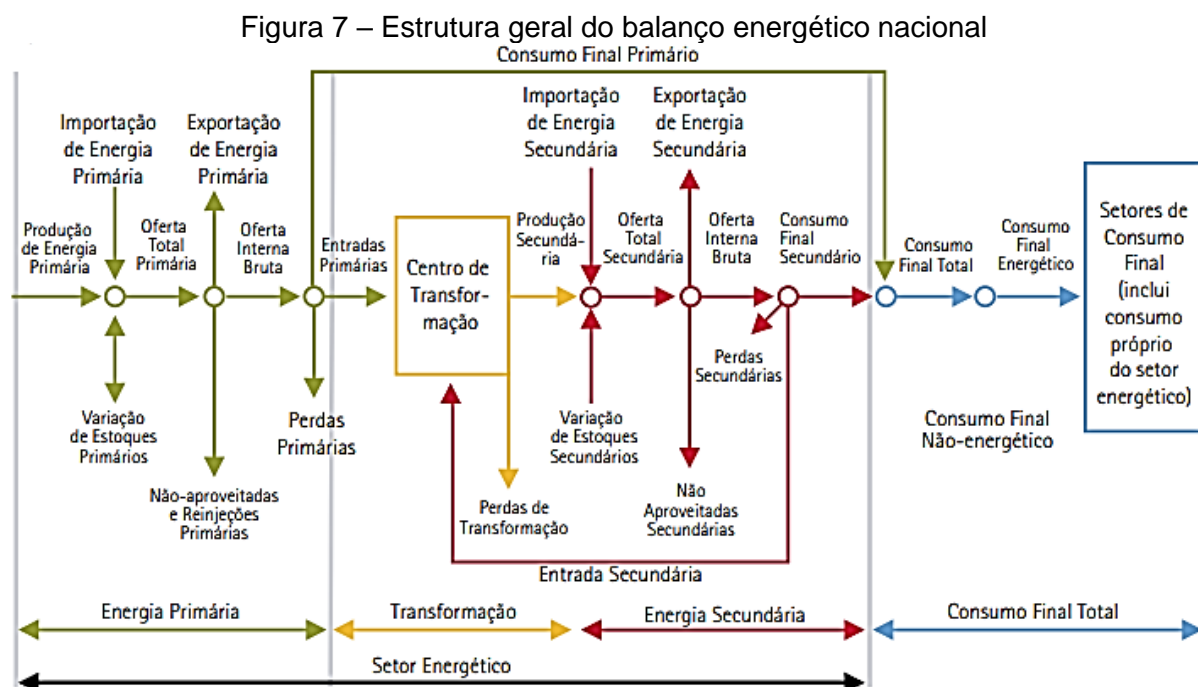 Figura 7 – Estrutura geral do balanço energético nacional
Consumo Final Primário
Importação
de Energia
Primária
Exportação
de Energia
Primária
Importação
de Energia
Secundária
Exportação
de Energia
Secundária
Produção
de Energia
Primária
Oferta
Total
Primária
Oferta
Interna
Bruta
Entradas
Primárias
Centro de
Transfor-
mação
Produção
Secundá-
ria
Oferta
Total
Secundária
Oferta
Interna
Bruta
Consumo
Final
Secundário
Consumo
Final Total
Consumo
Final
Energético
Setores de
Consumo
Final
(inclui
consumo
próprio
do setor
energético)
Variação
de Estoques
Primários
Perdas
Primárias
Não-aproveitadas
e Reinjeções
Primárias
Perdas de
Transformação
Variação
de Estoques
Secundários
Perdas
Secundárias
Não
Aproveitadas
Secundárias
Consumo Final
Não-energético
Entrada Secundária
Energia Primária
Transformação
Energia Secundária
Consumo Final Total
Setor Energético